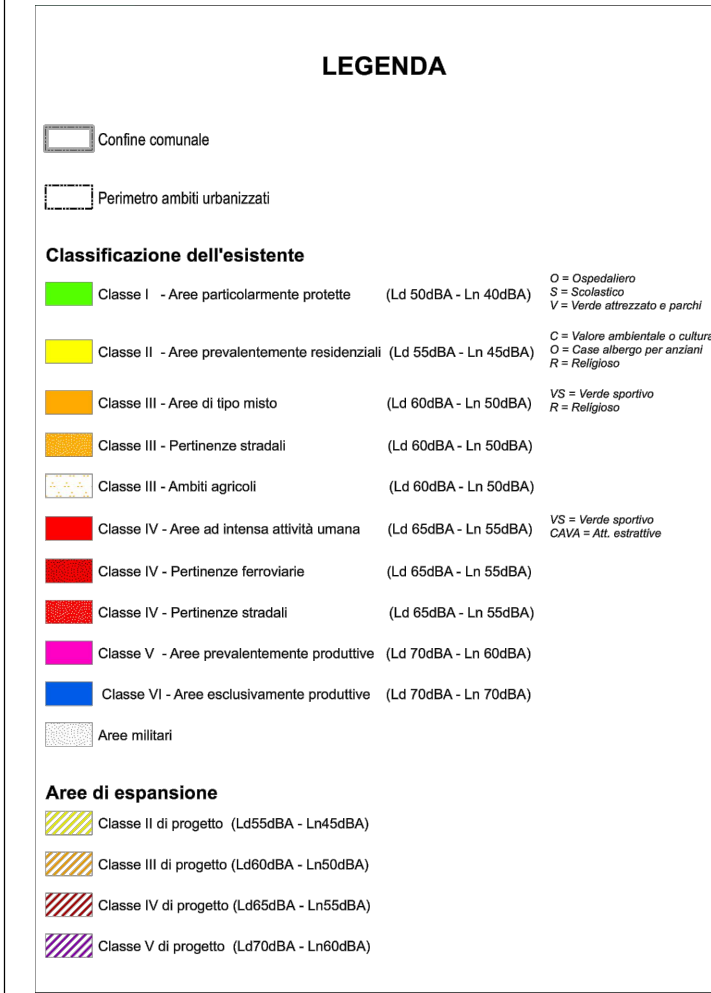 LEGENDA
Confine comunale
Perimetro ambiti urbanizzati
Classificazione dell'esistente
Classe I - Aree particolarmente protette (Ld 50dBA - Ln 40dBA)
O = Ospedaliero
S = Scolastico
V = Verde attrezzato e parchi
Classe II - Aree prevalentemente residenziali (Ld 55dBA - Ln 45dBA)
C = Valore ambientale o cultura
O = Case albergo per anziani
R = Religioso
Classe III - Aree di tipo misto (Ld 60dBA - Ln 50dBA)
VS = Verde sportivo
R = Religioso
Classe III - Pertinenze stradali (Ld 60dBA - Ln 50dBA)
Classe III - Ambiti agricoli (Ld 60dBA - Ln 50dBA)
Classe IV - Aree ad intensa attività umana (Ld 65dBA - Ln 55dBA)
VS = Verde sportivo
CAVA = Att. estrattive
Classe IV - Pertinenze ferroviarie (Ld 65dBA - Ln 55dBA)
Classe IV - Pertinenze stradali (Ld 65dBA - Ln 55dBA)
Classe V - Aree prevalentemente produttive (Ld 70dBA - Ln 60dBA)
Classe VI - Aree esclusivamente produttive (Ld 70dBA - Ln 70dBA)
Aree militari
Aree di espansione
Classe II di progetto (Ld55dBA - Ln45dBA)
Classe III di progetto (Ld60dBA - Ln50dBA)
Classe IV di progetto (Ld65dBA - Ln55dBA)
Classe V di progetto (Ld70dBA - Ln60dBA)